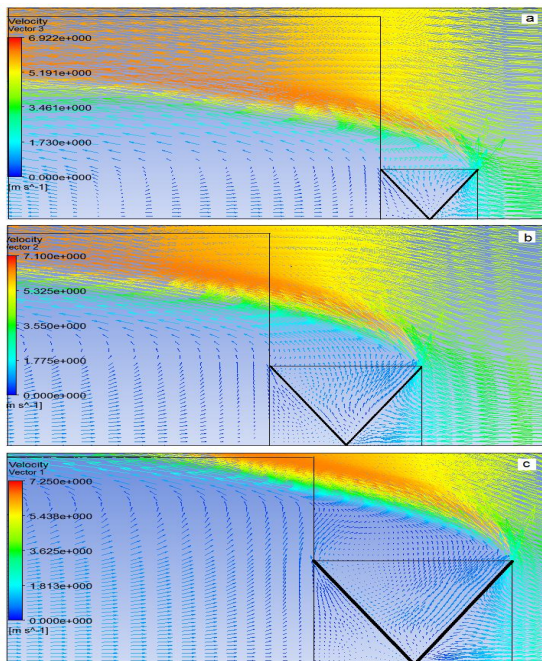 Velocity
Vector 3
a
6.922e+000
5.191e+000
3.461e+000
1.730e+000
0.000e+000
[m s^-1]
Velocity
Vector 2
b
7.100e+000
5.325e+000
3.550e+000
1.775e+000
0.000e+000
m s^-1]
Velocity
Vector 1
c
7.250e+000
5.438e+000
3.625e+000
1.813e+000
0.000e+000
[m s^-1]